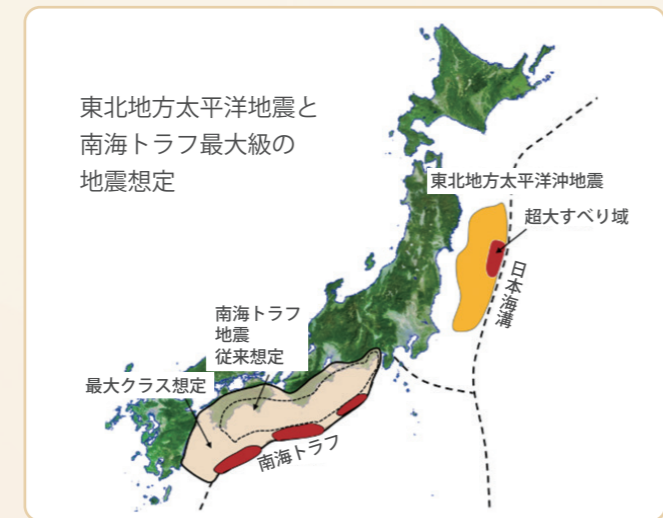 東北地方太平洋地震と
南海トラフ最大級の
地震想定
東北地方太平洋沖地震
超大すべり域
日本海溝
南海トラフ
地震
従来想定
最大クラス想定
南海トラフ